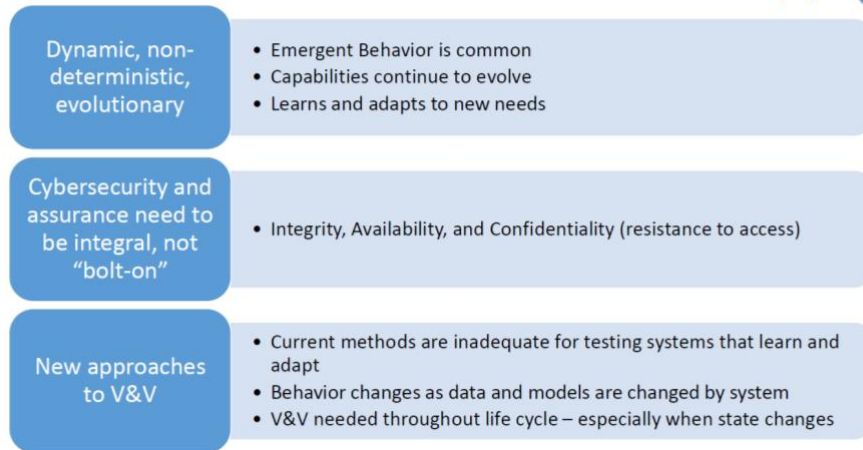 Dynamic, non-
deterministic,
evolutionary
• Emergent Behavior is common
• Capabilities continue to evolve
• Learns and adapts to new needs
Cybersecurity and
assurance need to
be integral, not
“bolt-on”
• Integrity, Availability, and Confidentiality (resistance to access)
New approaches
to V&V
• Current methods are inadequate for testing systems that learn and
adapt
• Behavior changes as data and models are changed by system
• V&V needed throughout life cycle – especially when state changes